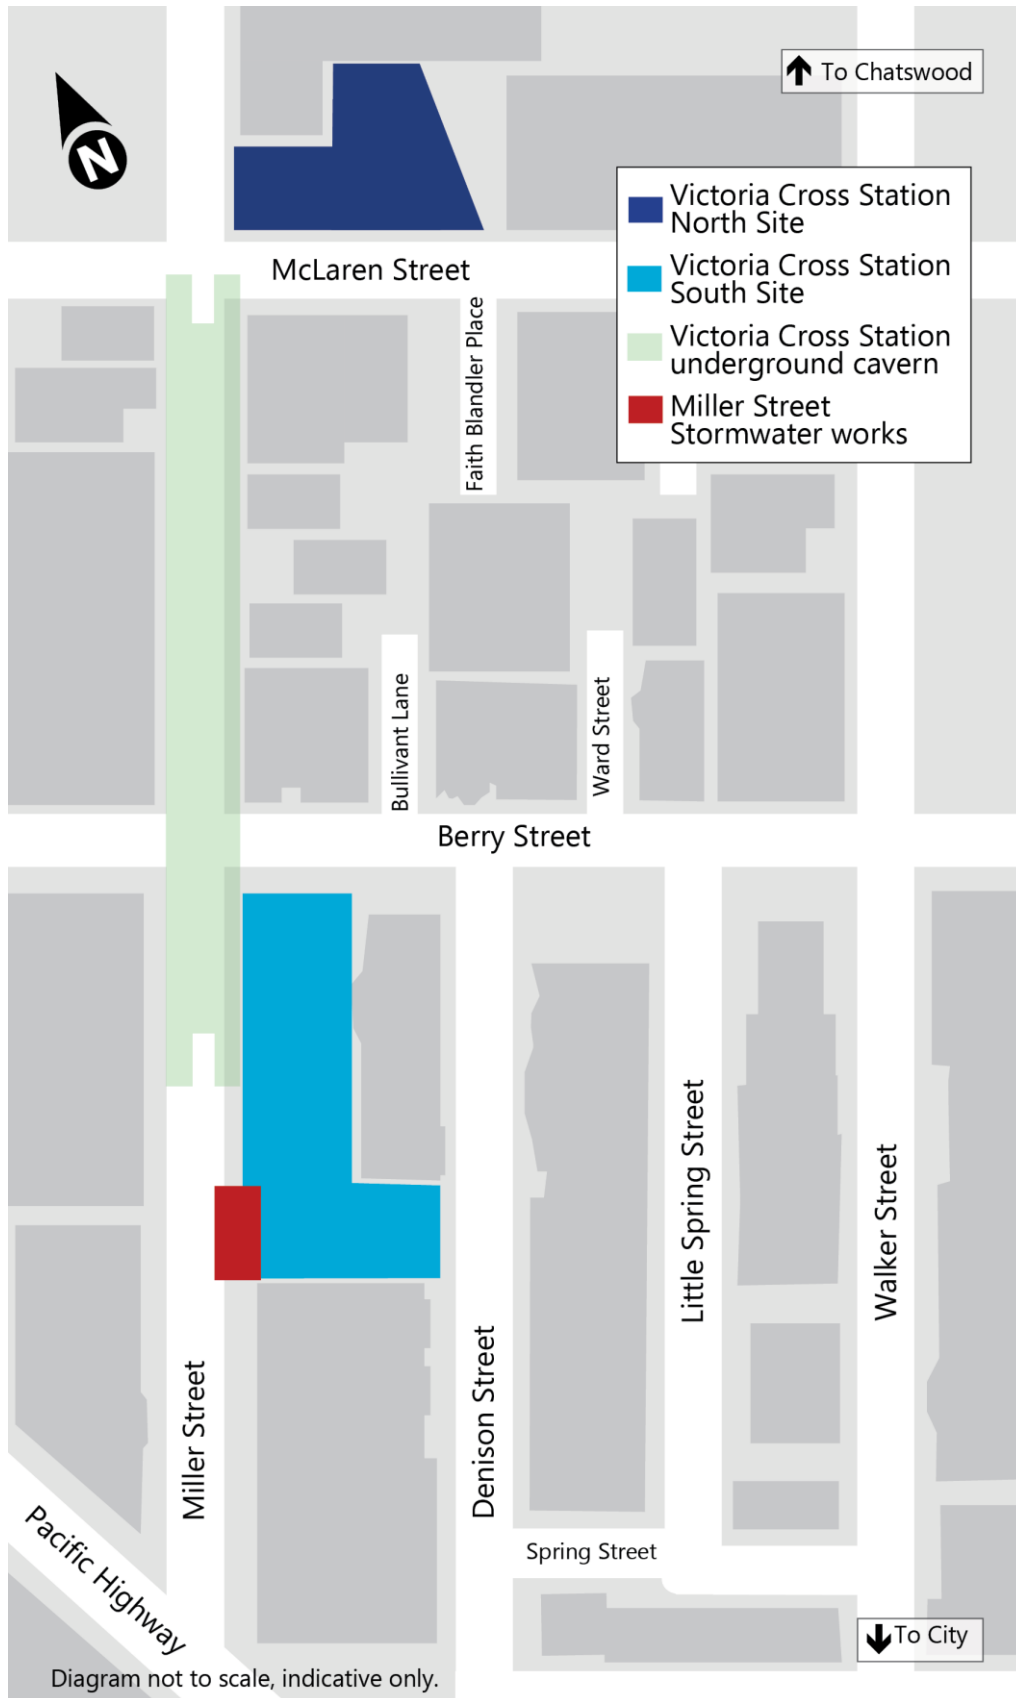 To Chatswood
N
Victoria Cross Station
North Site
Victoria Cross Station
South Site
Victoria Cross Station
underground cavern
Miller Street
Stormwater works
McLaren Street
Faith Blandler Place
Bullivant Lane
Ward Street
Berry Street
Little Spring Street
Walker Street
Denison Street
Miller Street
Spring Street
Pacific Highway
To City
Diagram not to scale, indicative only.